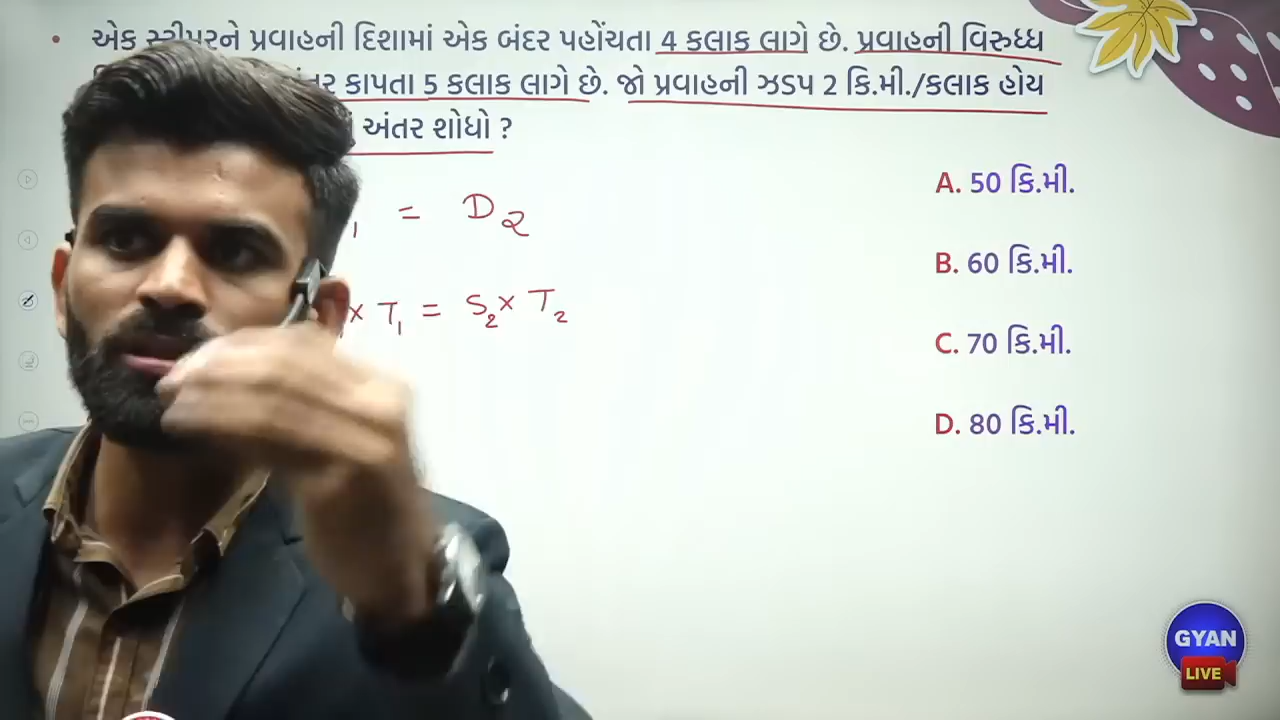 એક સ્ટીમરને પ્રવાહની દિશામાં એક બંદર પહોંચતા 4 કલાક લાગે છે. પ્રવાહની વિરુધ્ધ
કાપતા 5 કલાક લાગે છે. જો પ્રવાહની ઝડપ 2 કિ.મી./કલાક હોય
અંતર શોધો ?
A. 50 કિ.મી.
1 = D2
B. 60 કિ.મી.
× T1 = S2 × T2
C. 70 કિ.મી.
D. 80 કિ.મી.
GYAN
LIVE